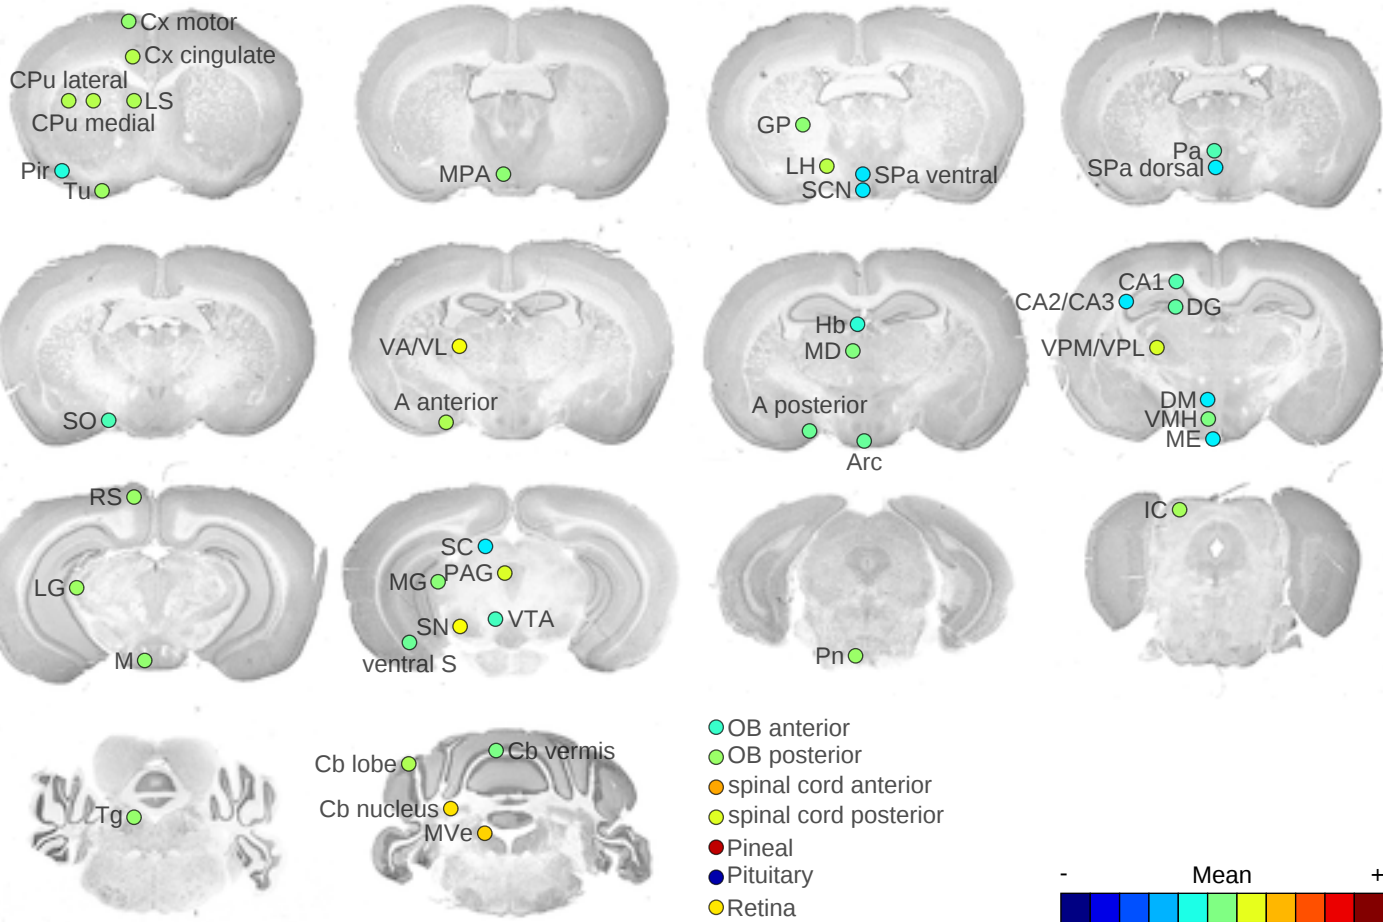 Cx motor
Cx cingulate
CPu lateral
LS
CPu medial
Pir
Tu
MPA
GP
LH
SPa ventral
SCN
Pa
SPa dorsal
SO
VA/VL
A anterior
Hb
MD
A posterior
Arc
CA1
CA2/CA3
DG
VPM/VPL
DM
VMH
ME
RS
LG
M
SC
PAG
MG
VTA
SN
ventral S
Pn
IC
Tg
Cb vermis
Cb lobe
Cb nucleus
MVe
OB anterior
OB posterior
spinal cord anterior
spinal cord posterior
Pineal
Pituitary
Retina
- Mean +